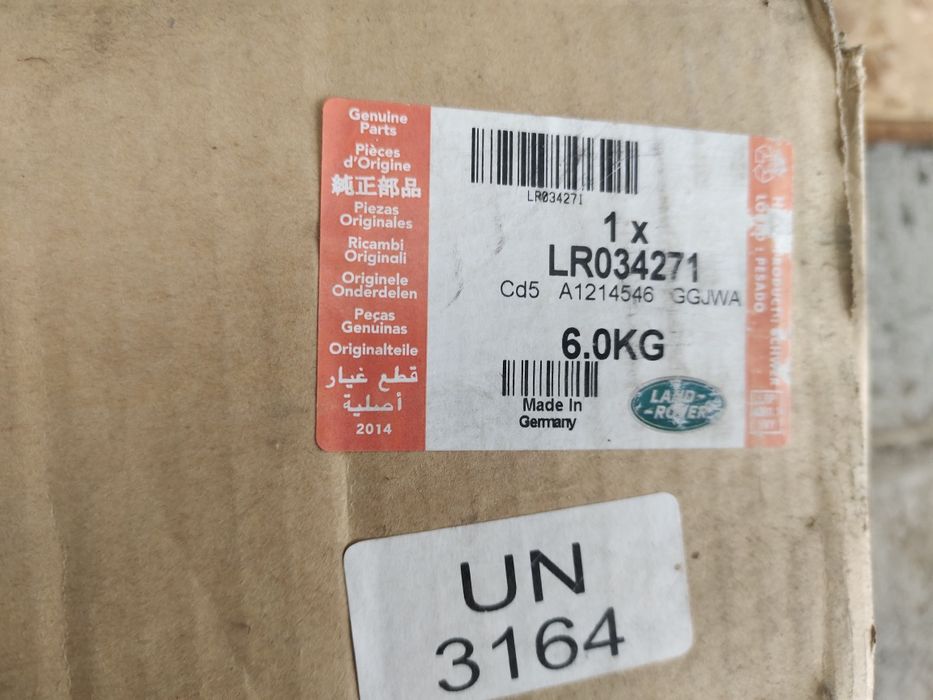 Genuine
Parts
Pièces
d'Origine
純正部品
Piezas
Originales
Ricambi
Originali
Originele
Onderdelen
Peças
Genuinas
Originalteile
قطع غيار
أصلية
2014
LR034271
1 x
LR034271
Cd5 A1214546 GGJWA
6.0KG
Made In
Germany
LAND-
-ROVER
: PESADO
UN
3164